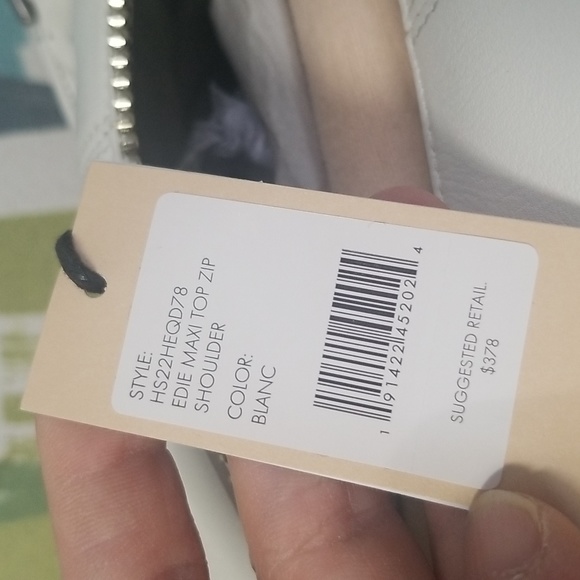 STYLE:
HS22HEQD78
EDIE MAXI TOP ZIP
SHOULDER
COLOR:
BLANC
1 91422 45202 4
SUGGESTED RETAIL.
$378